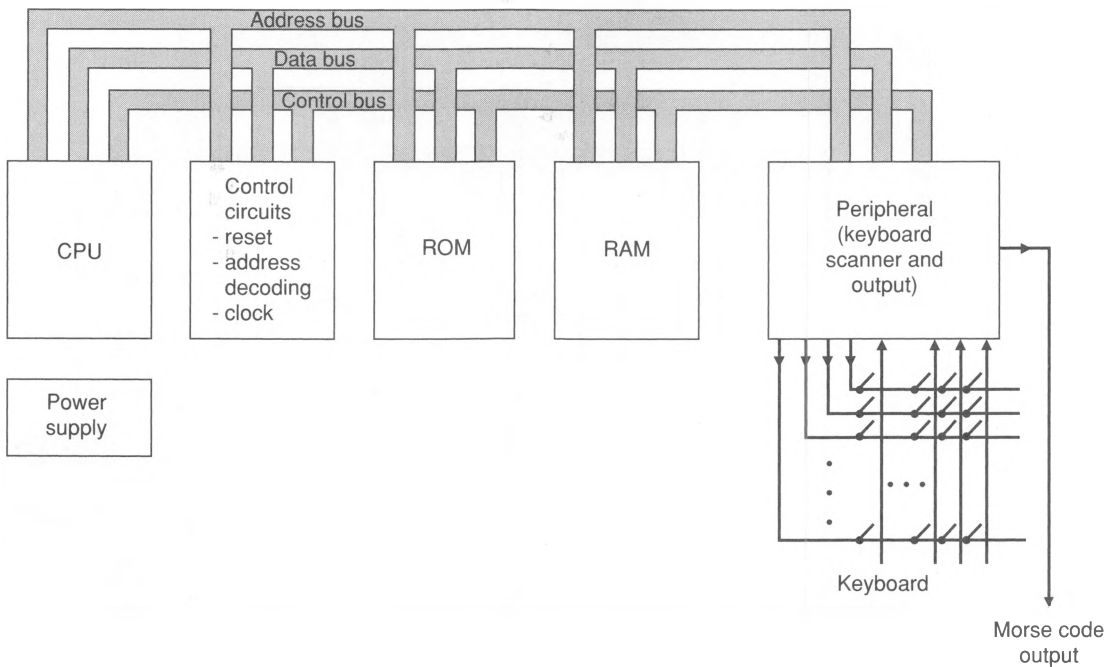 Address bus
Data bus
Control bus
CPU
Control
circuits
- reset
- address
decoding
- clock
ROM
RAM
Peripheral
(keyboard
scanner and
output)
Power
supply
Keyboard
Morse code
output